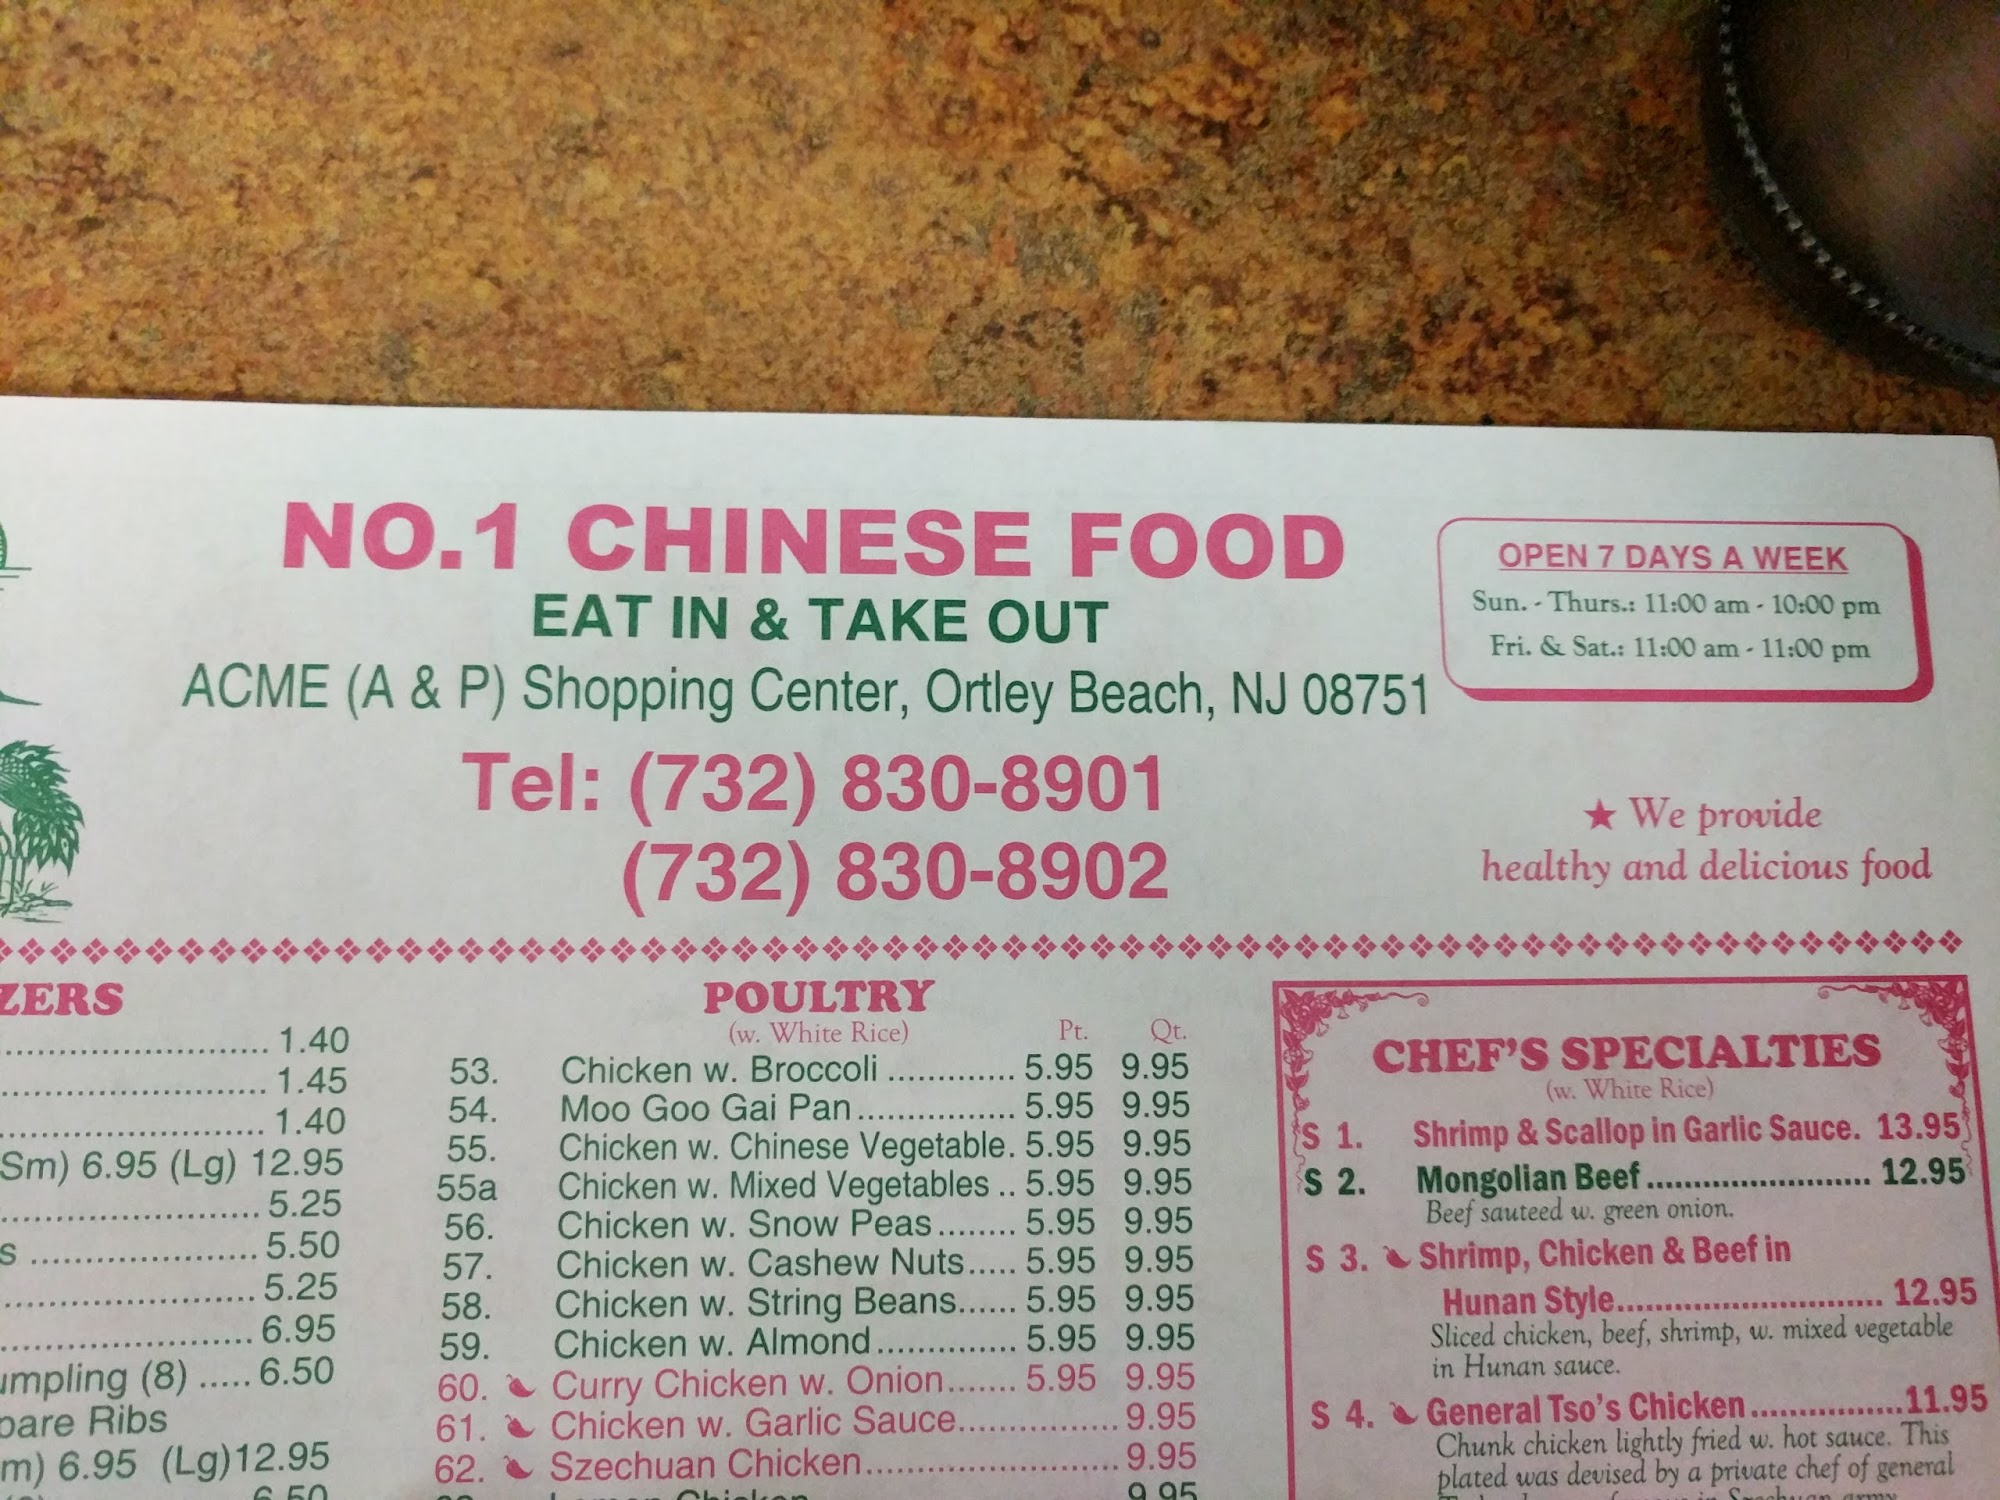 NO.1 CHINESE FOOD
EAT IN & TAKE OUT
ACME (A & P) Shopping Center, Ortley Beach, NJ 08751
Tel: (732) 830-8901
(732) 830-8902
OPEN 7 DAYS A WEEK
Sun. - Thurs.: 11:00 am - 10:00 pm
Fri. & Sat.: 11:00 am - 11:00 pm
★ We provide
healthy and delicious food
ZERS
1.40
1.45
1.40
Sm) 6.95 (Lg) 12.95
5.25
s 5.50
5.25
6.95
umpling (8) ..... 6.50
pare Ribs
m) 6.95 (Lg)12.95
6.50
POULTRY
(w. White Rice) Pt. Qt.
53. Chicken w. Broccoli ............. 5.95 9.95
54. Moo Goo Gai Pan ................ 5.95 9.95
55. Chicken w. Chinese Vegetable. 5.95 9.95
55a Chicken w. Mixed Vegetables .. 5.95 9.95
56. Chicken w. Snow Peas ........ 5.95 9.95
57. Chicken w. Cashew Nuts..... 5.95 9.95
58. Chicken w. String Beans...... 5.95 9.95
59. Chicken w. Almond .............. 5.95 9.95
60. Curry Chicken w. Onion....... 5.95 9.95
61. Chicken w. Garlic Sauce................ 9.95
62. Szechuan Chicken......................... 9.95
Lemon Chicken 9.95
CHEF'S SPECIALTIES
(w. White Rice)
S 1. Shrimp & Scallop in Garlic Sauce. 13.95
S 2. Mongolian Beef ........................ 12.95
Beef sauteed w. green onion.
S 3. Shrimp, Chicken & Beef in
Hunan Style............................ 12.95
Sliced chicken, beef, shrimp, w. mixed vegetable
in Hunan sauce.
S 4. General Tso's Chicken ................ 11.95
Chunk chicken lightly fried w. hot sauce. This
plated was devised by a private chef of general